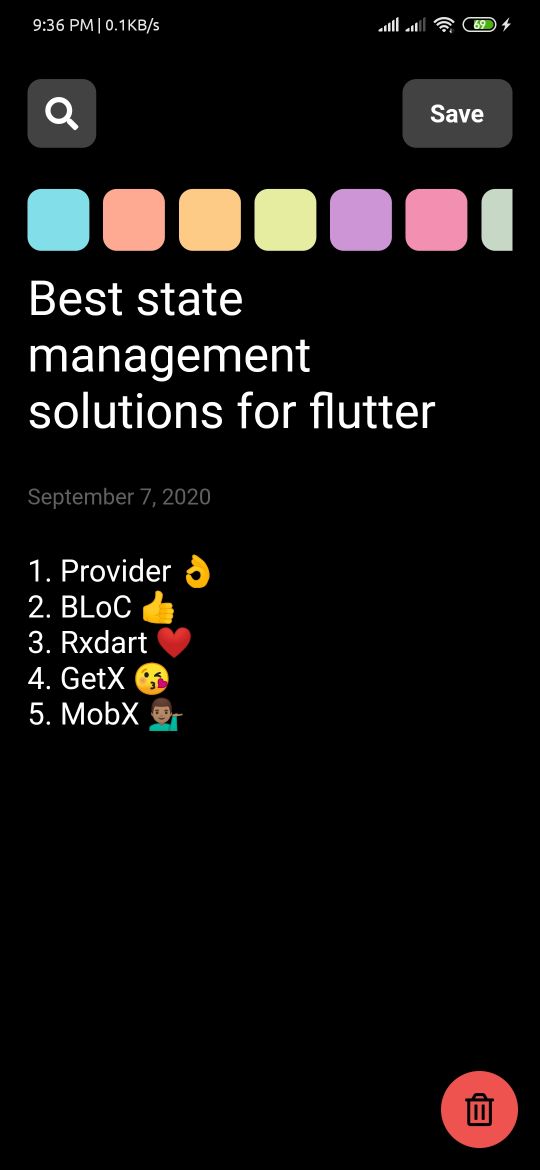 9:36 PM | 0.1KB/s
69
Save
Best state
management
solutions for flutter
September 7, 2020
1. Provider 👌
2. BLoC 👍
3. Rxdart ❤️
4. GetX 😘
5. MobX 💁🏽‍♂️